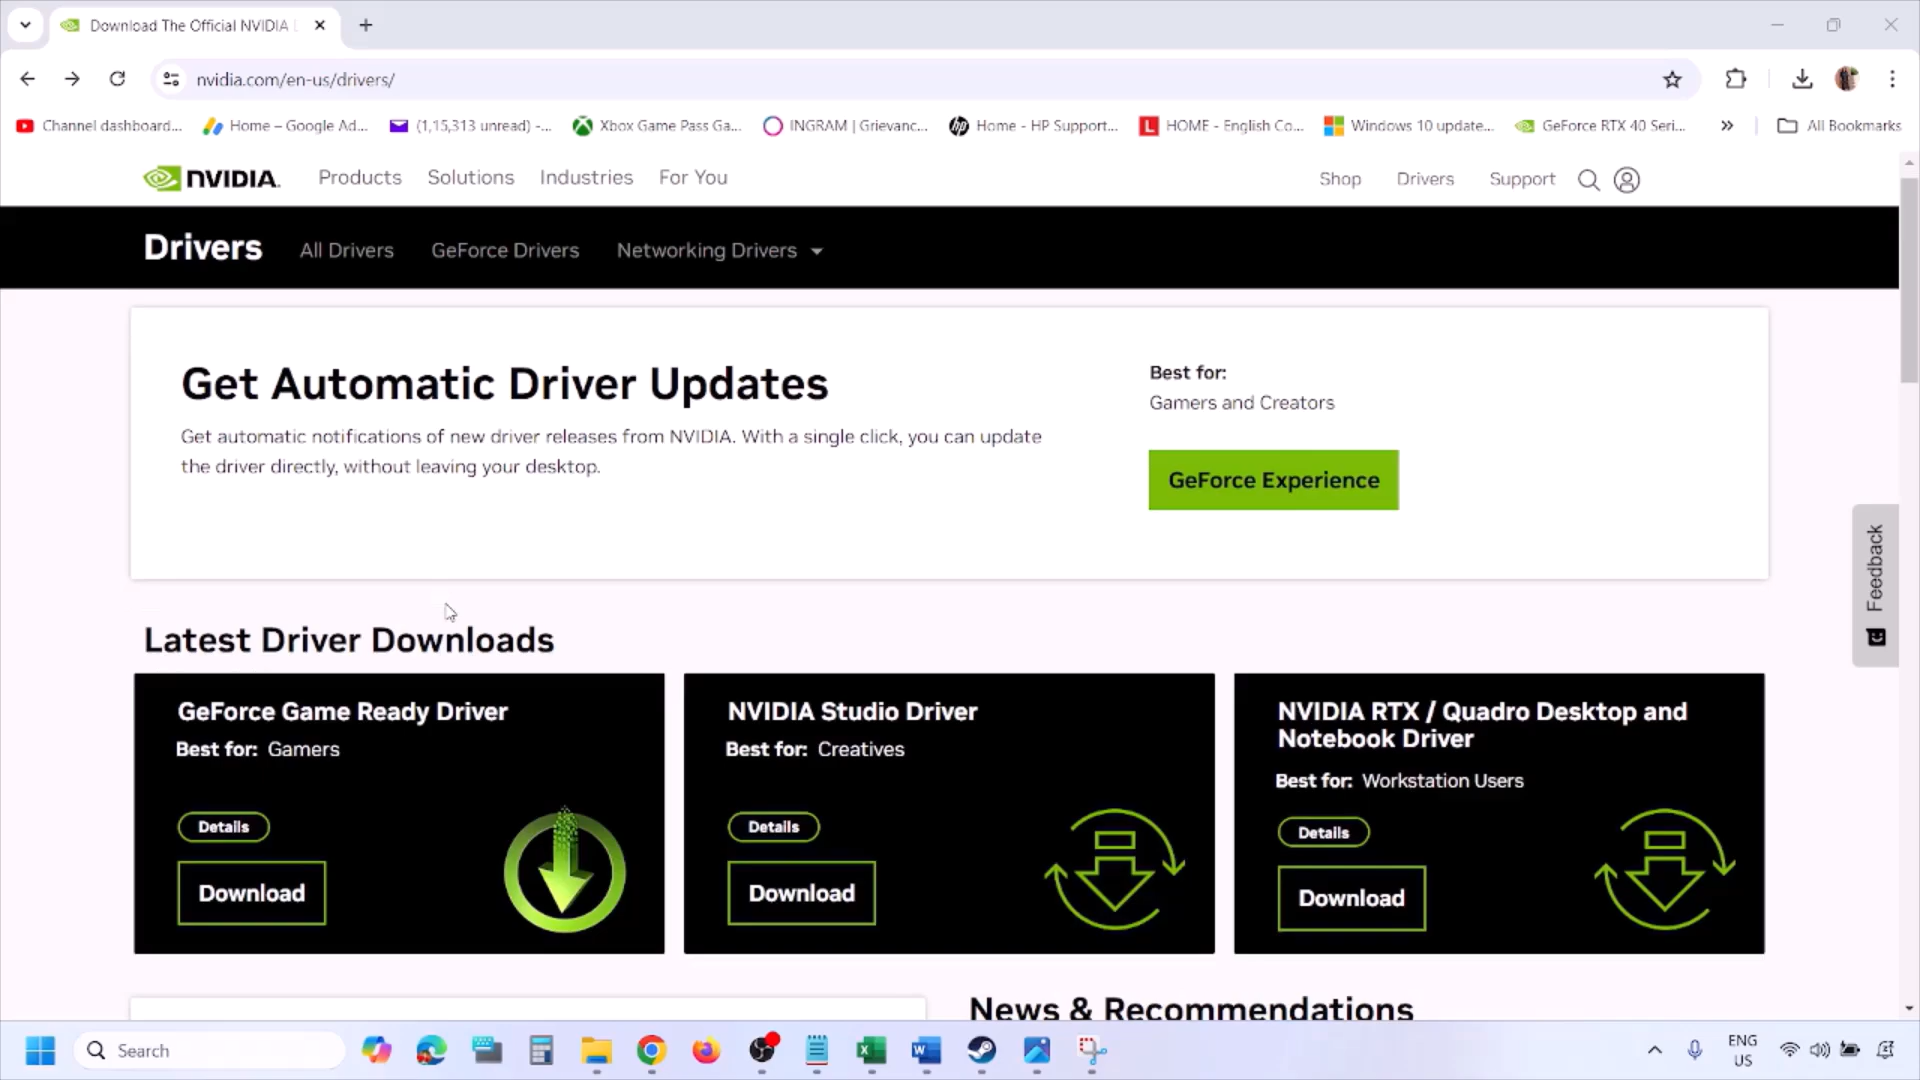 Download The Official NVIDIA
nvidia.com/en-us/drivers/
Channel dashboard...
Home – Google Ad...
(1,15,313 unread) -...
Xbox Game Pass Ga...
INGRAM | Grievanc...
Home - HP Support...
HOME - English Co...
Windows 10 update...
GeForce RTX 40 Seri...
All Bookmarks
NVIDIA.
Products
Solutions
Industries
For You
Shop
Drivers
Support
Drivers
All Drivers
GeForce Drivers
Networking Drivers
Get Automatic Driver Updates
Get automatic notifications of new driver releases from NVIDIA. With a single click, you can update
the driver directly, without leaving your desktop.
Best for:
Gamers and Creators
GeForce Experience
Feedback
Latest Driver Downloads
GeForce Game Ready Driver
Best for: Gamers
Details
Download
NVIDIA Studio Driver
Best for: Creatives
Details
Download
NVIDIA RTX / Quadro Desktop and
Notebook Driver
Best for: Workstation Users
Details
Download
News & Recommendations
Search
ENG
US